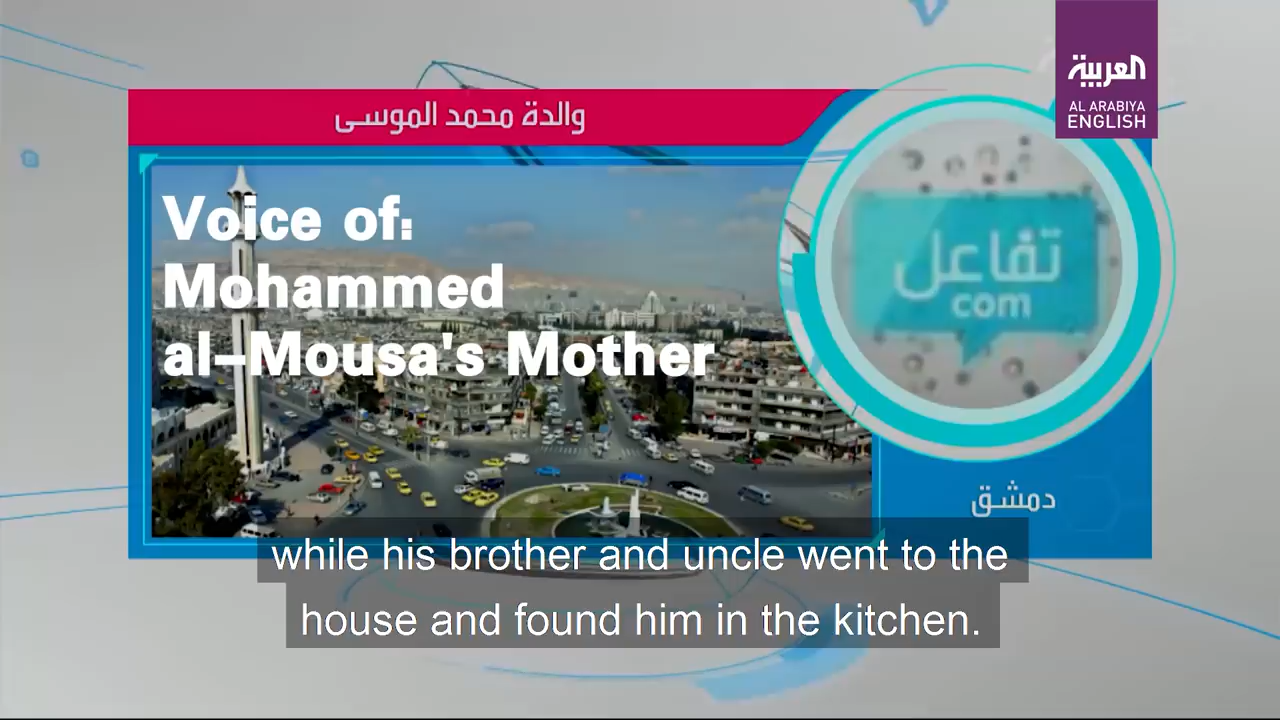 العربية
AL ARABIYA
ENGLISH
والدة محمد الموسى
Voice of:
Mohammed
al-Mousa's Mother
تفاعل
com
دمشق
while his brother and uncle went to the
house and found him in the kitchen.